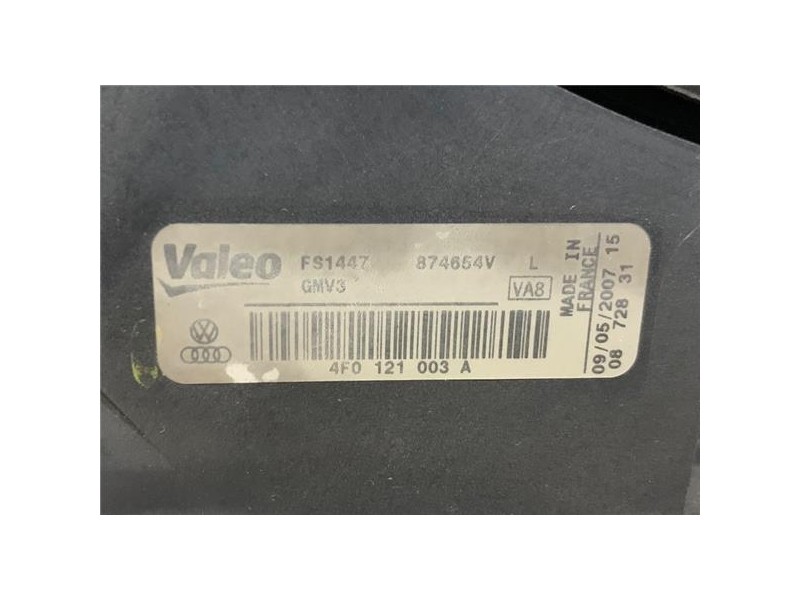 Valeo FS1447 874654V L
GMV3 VA8
4F0 121 003 A
MADE IN
FRANCE
09/05/2007 15
08 728 31